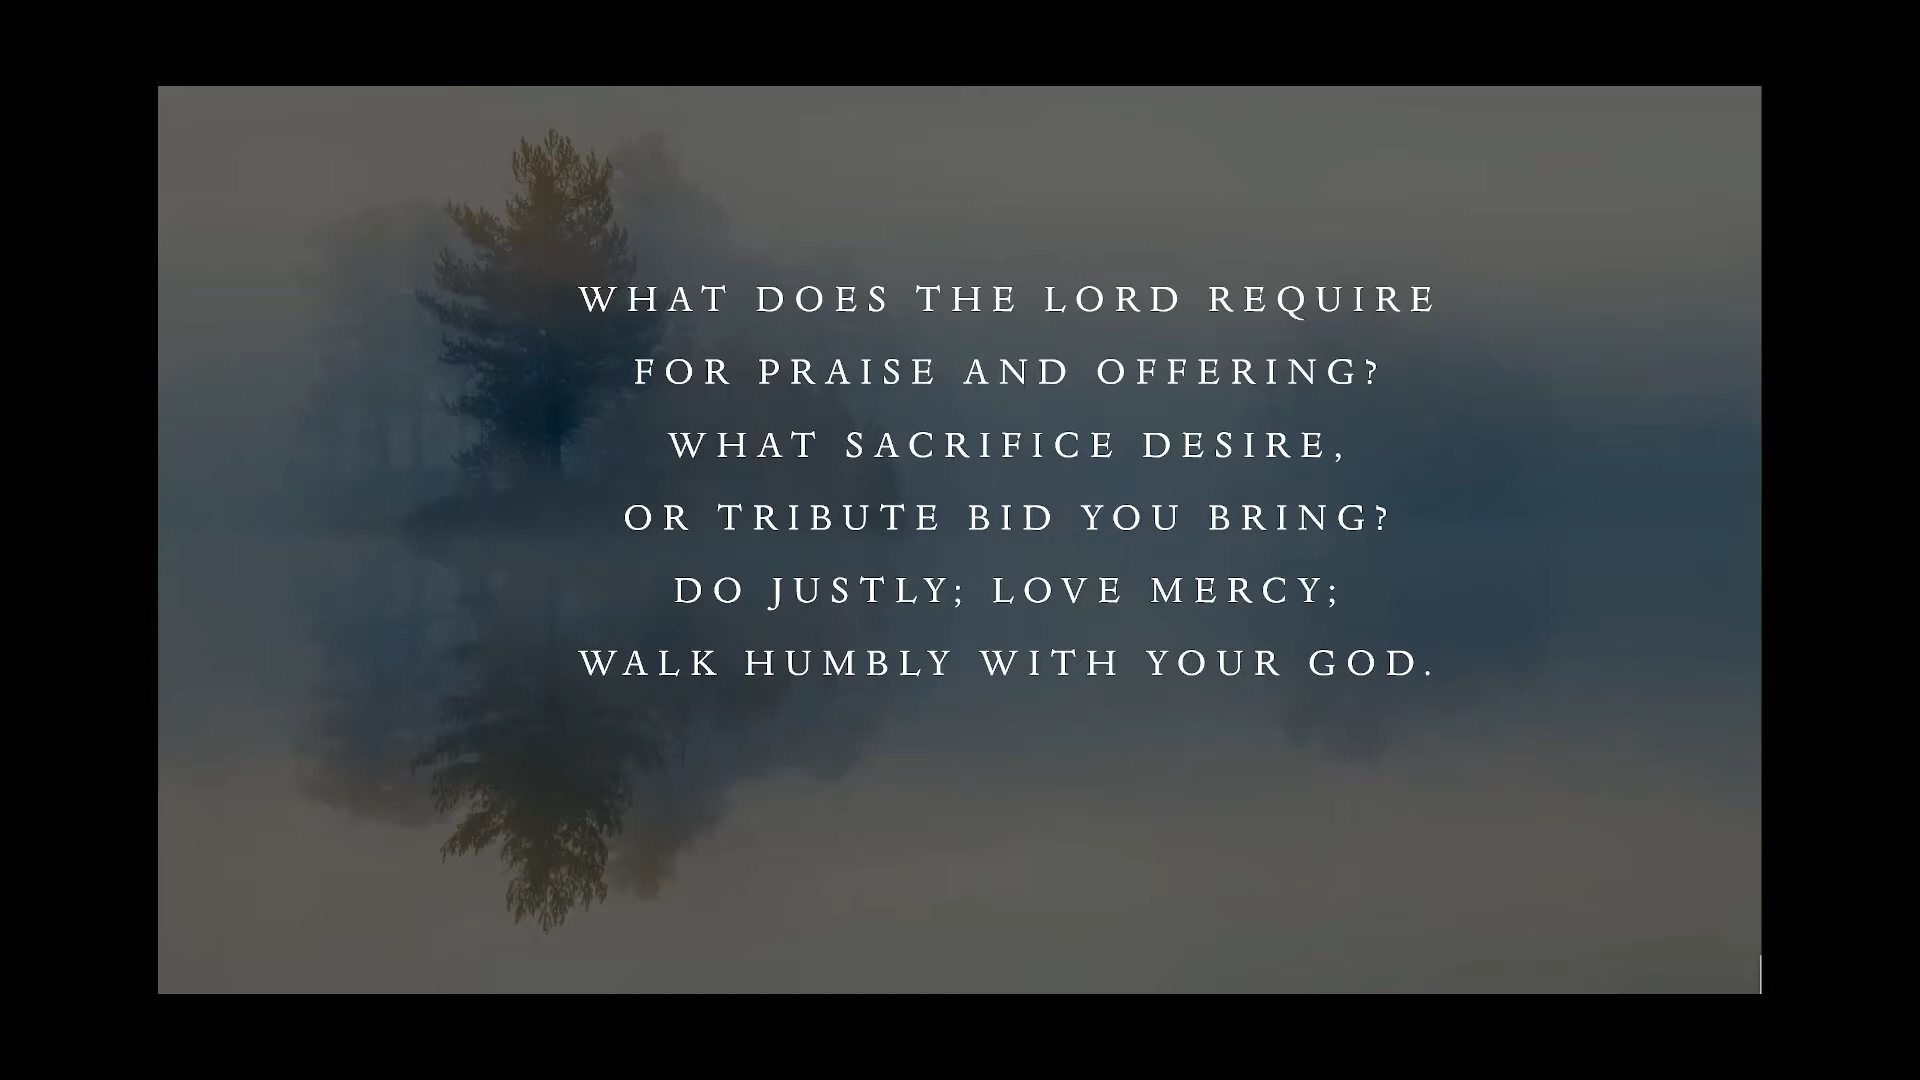 WHAT DOES THE LORD REQUIRE
FOR PRAISE AND OFFERING?
WHAT SACRIFICE DESIRE,
OR TRIBUTE BID YOU BRING?
DO JUSTLY; LOVE MERCY;
WALK HUMBLY WITH YOUR GOD.